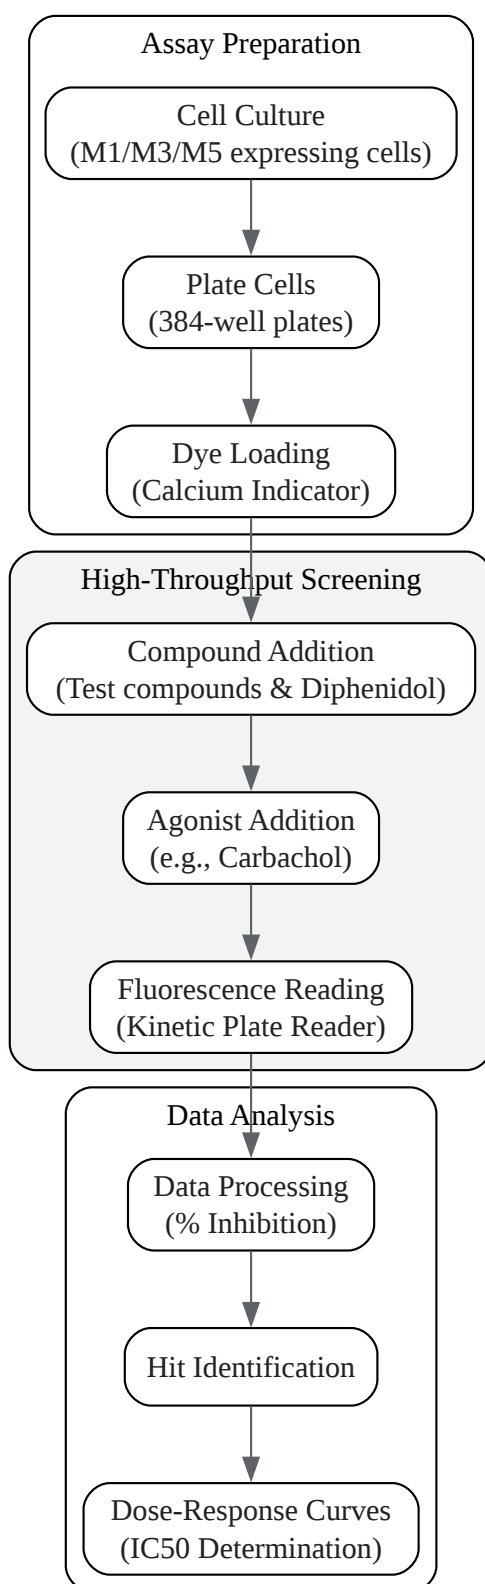 Assay Preparation
Cell Culture
(M1/M3/M5 expressing cells)
Plate Cells
(384-well plates)
Dye Loading
(Calcium Indicator)
High-Throughput Screening
Compound Addition
(Test compounds & Diphenidol)
Agonist Addition
(e.g., Carbachol)
Fluorescence Reading
(Kinetic Plate Reader)
Data Analysis
Data Processing
(% Inhibition)
Hit Identification
Dose-Response Curves
(IC50 Determination)